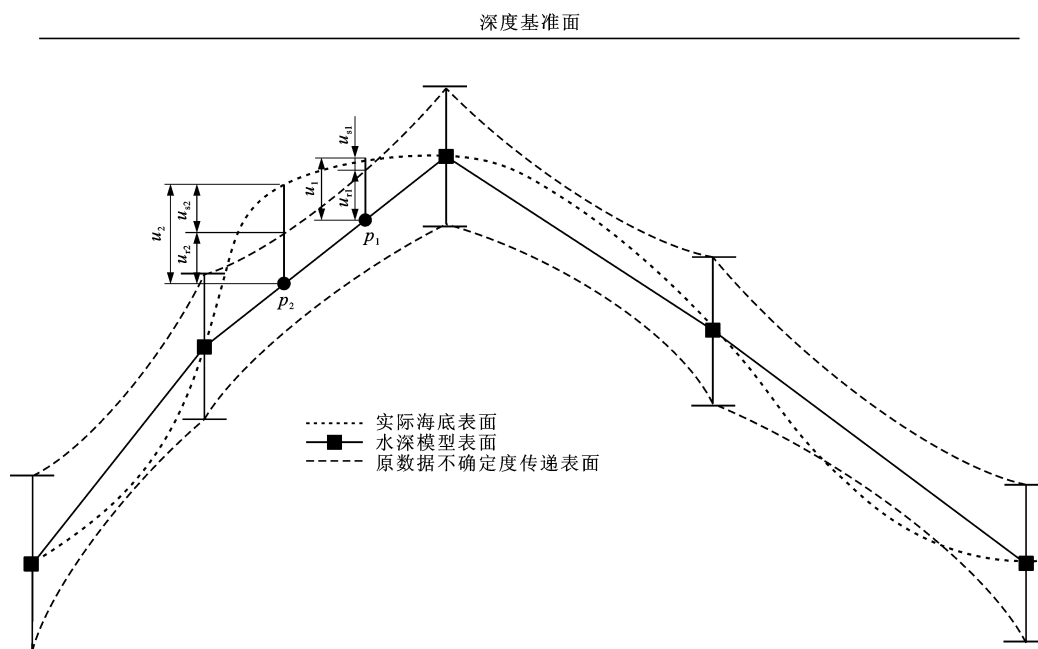 深度基准面
u_s1
u_1
u_r1
p_1
u_2
u_s2
u_r2
p_2
实际海底表面
水深模型表面
原数据不确定度传递表面